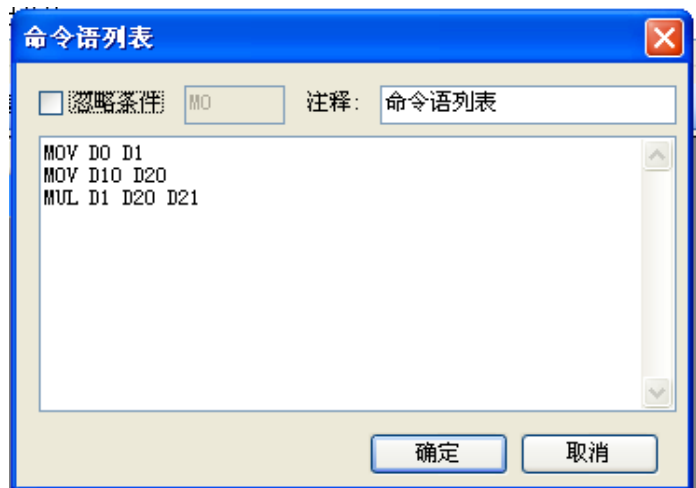 命令语列表
忽略条件 M0 注释: 命令语列表
MOV D0 D1
MOV D10 D20
MUL D1 D20 D21
确定 取消